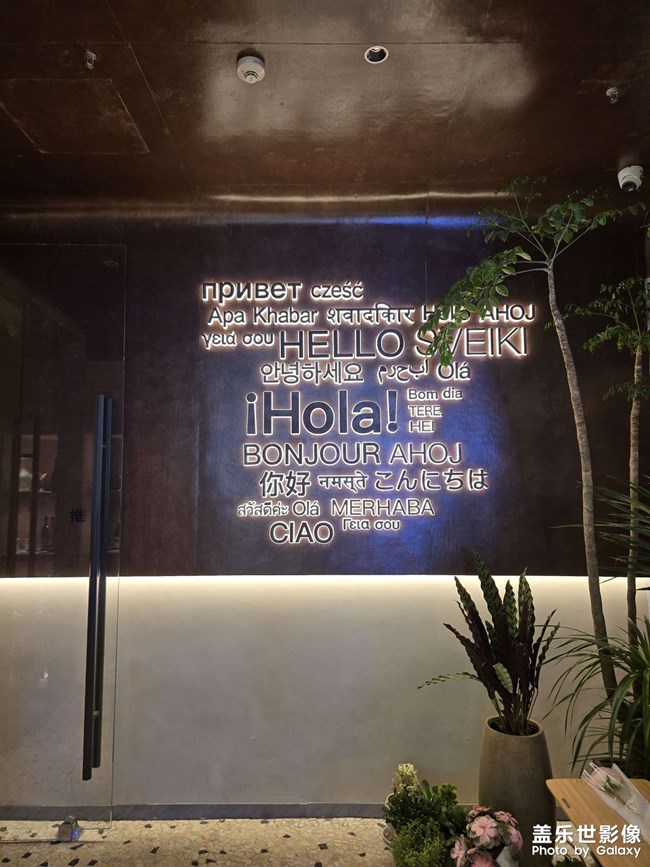 привет cześć
Apa Khabar शवादकिार HOLA AHOJ
γειά σου HELLO SVEIKI
안녕하세요 Olá
¡Hola! Bom dia
TERE
HEI
BONJOUR AHOJ
你好 नमस्ते こんにちは
สวัสดีค่ะ Olá MERHABA
CIAO Γεια σου
推
盖乐世影像
Photo by Galaxy